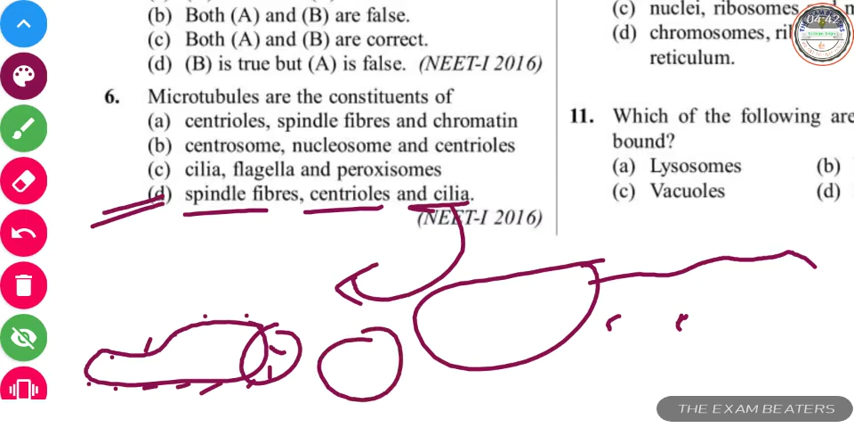 (b) Both (A) and (B) are false.
(c) Both (A) and (B) are correct.
(d) (B) is true but (A) is false. (NEET-I 2016)
6. Microtubules are the constituents of
(a) centrioles, spindle fibres and chromatin
(b) centrosome, nucleosome and centrioles
(c) cilia, flagella and peroxisomes
(d) spindle fibres, centrioles and cilia.
(NEET-I 2016)
(c) nuclei, ribosomes
(d) chromosomes,
reticulum.
11. Which of the following are
bound?
(a) Lysosomes (b)
(c) Vacuoles (d)
04:42
THE EXAM BEATERS